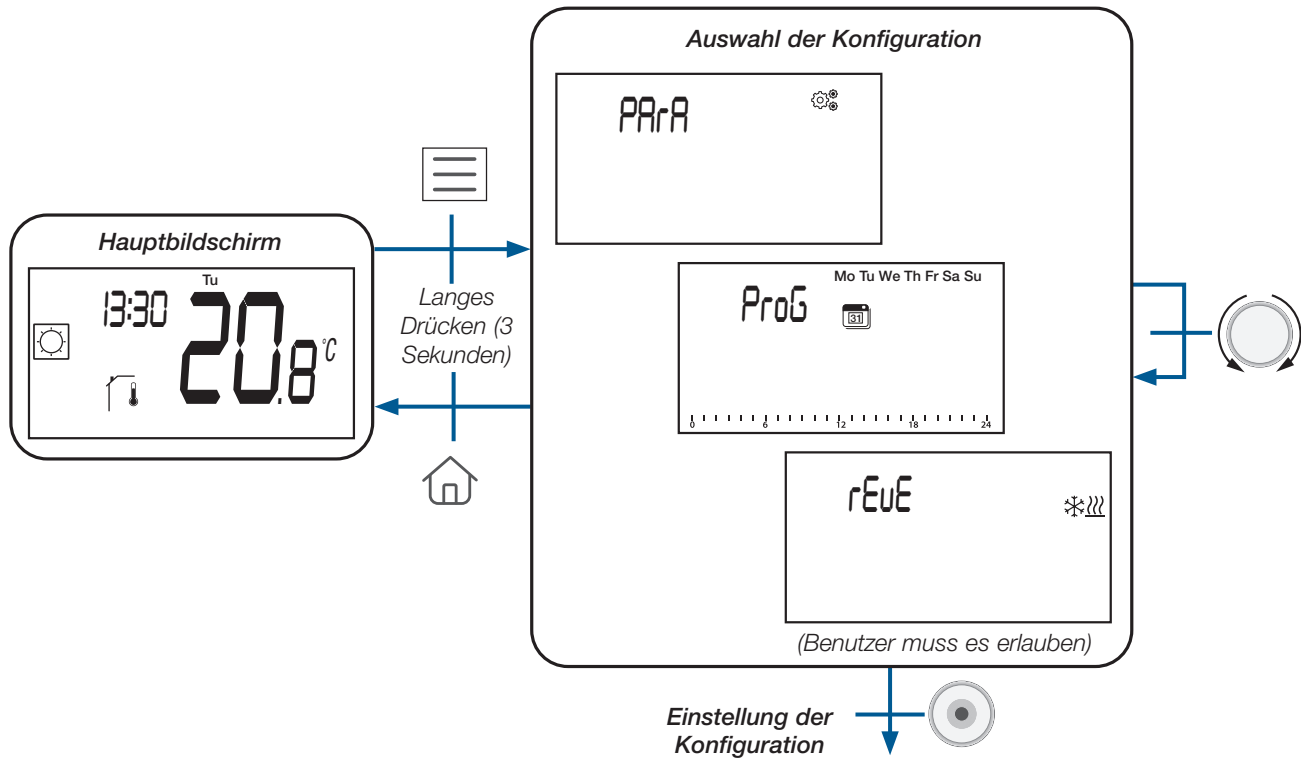 Auswahl der Konfiguration
PArA
Hauptbildschirm
Tu
13:30
20.8 °C
Langes
Drücken (3
Sekunden)
Mo Tu We Th Fr Sa Su
ProG
31
0 6 12 18 24
rEvE
(Benutzer muss es erlauben)
Einstellung der
Konfiguration